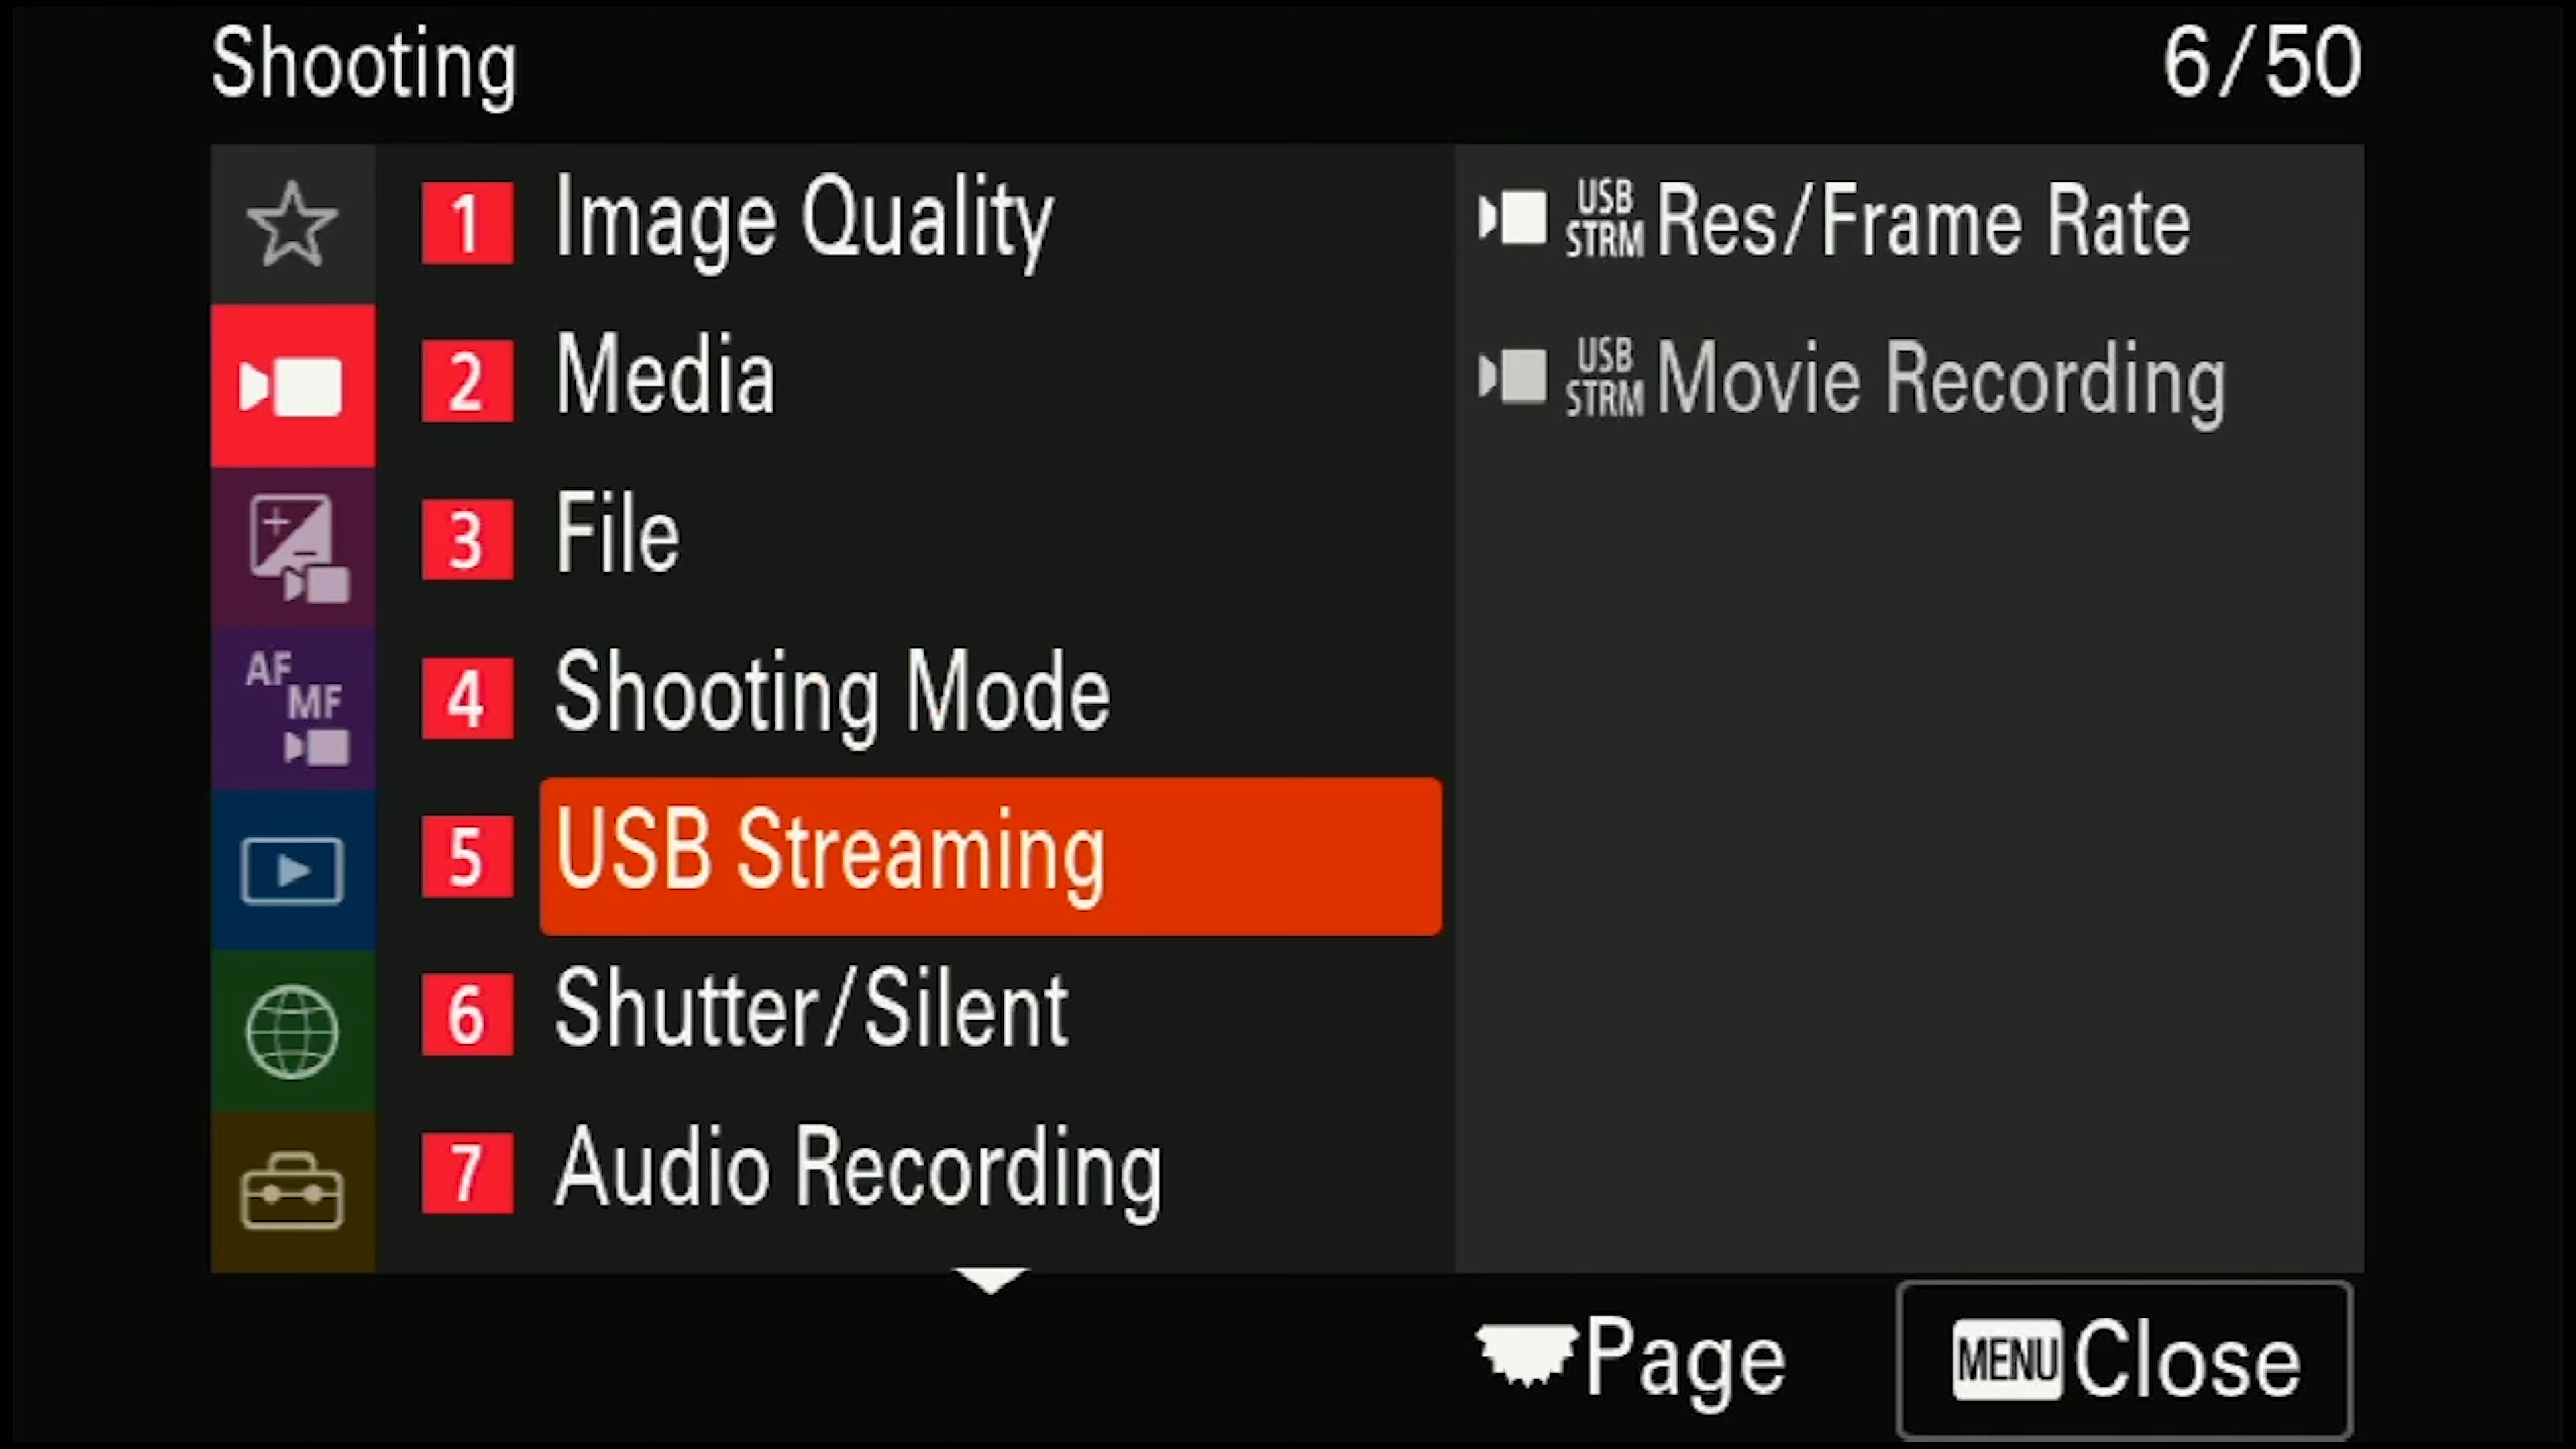 Shooting 6/50
1 Image Quality
2 Media
3 File
4 Shooting Mode
5 USB Streaming
6 Shutter/Silent
7 Audio Recording
AF
MF
USB STRM Res/Frame Rate
USB STRM Movie Recording
Page
MENU Close